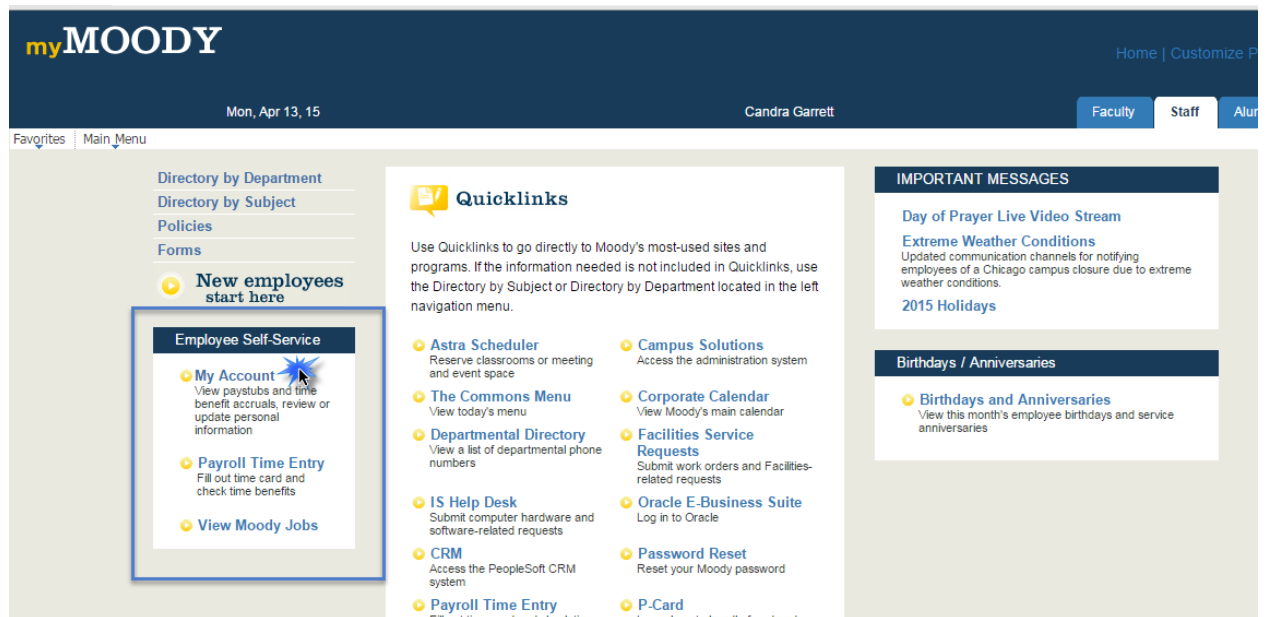 myMOODY
Home | Customize P
Mon, Apr 13, 15
Candra Garrett
Faculty
Staff
Alur
Favorites
Main Menu
Directory by Department
Directory by Subject
Policies
Forms
New employees
start here
Employee Self-Service
My Account
View paystubs and time
benefit accruals, review or
update personal
information
Payroll Time Entry
Fill out time card and
check time benefits
View Moody Jobs
Quicklinks
Use Quicklinks to go directly to Moody's most-used sites and
programs. If the information needed is not included in Quicklinks, use
the Directory by Subject or Directory by Department located in the left
navigation menu.
Astra Scheduler
Reserve classrooms or meeting
and event space
The Commons Menu
View today's menu
Departmental Directory
View a list of departmental phone
numbers
IS Help Desk
Submit computer hardware and
software-related requests
CRM
Access the PeopleSoft CRM
system
Payroll Time Entry
Campus Solutions
Access the administration system
Corporate Calendar
View Moody's main calendar
Facilities Service
Requests
Submit work orders and Facilities-
related requests
Oracle E-Business Suite
Log in to Oracle
Password Reset
Reset your Moody password
P-Card
IMPORTANT MESSAGES
Day of Prayer Live Video Stream
Extreme Weather Conditions
Updated communication channels for notifying
employees of a Chicago campus closure due to extreme
weather conditions.
2015 Holidays
Birthdays / Anniversaries
Birthdays and Anniversaries
View this month's employee birthdays and service
anniversaries